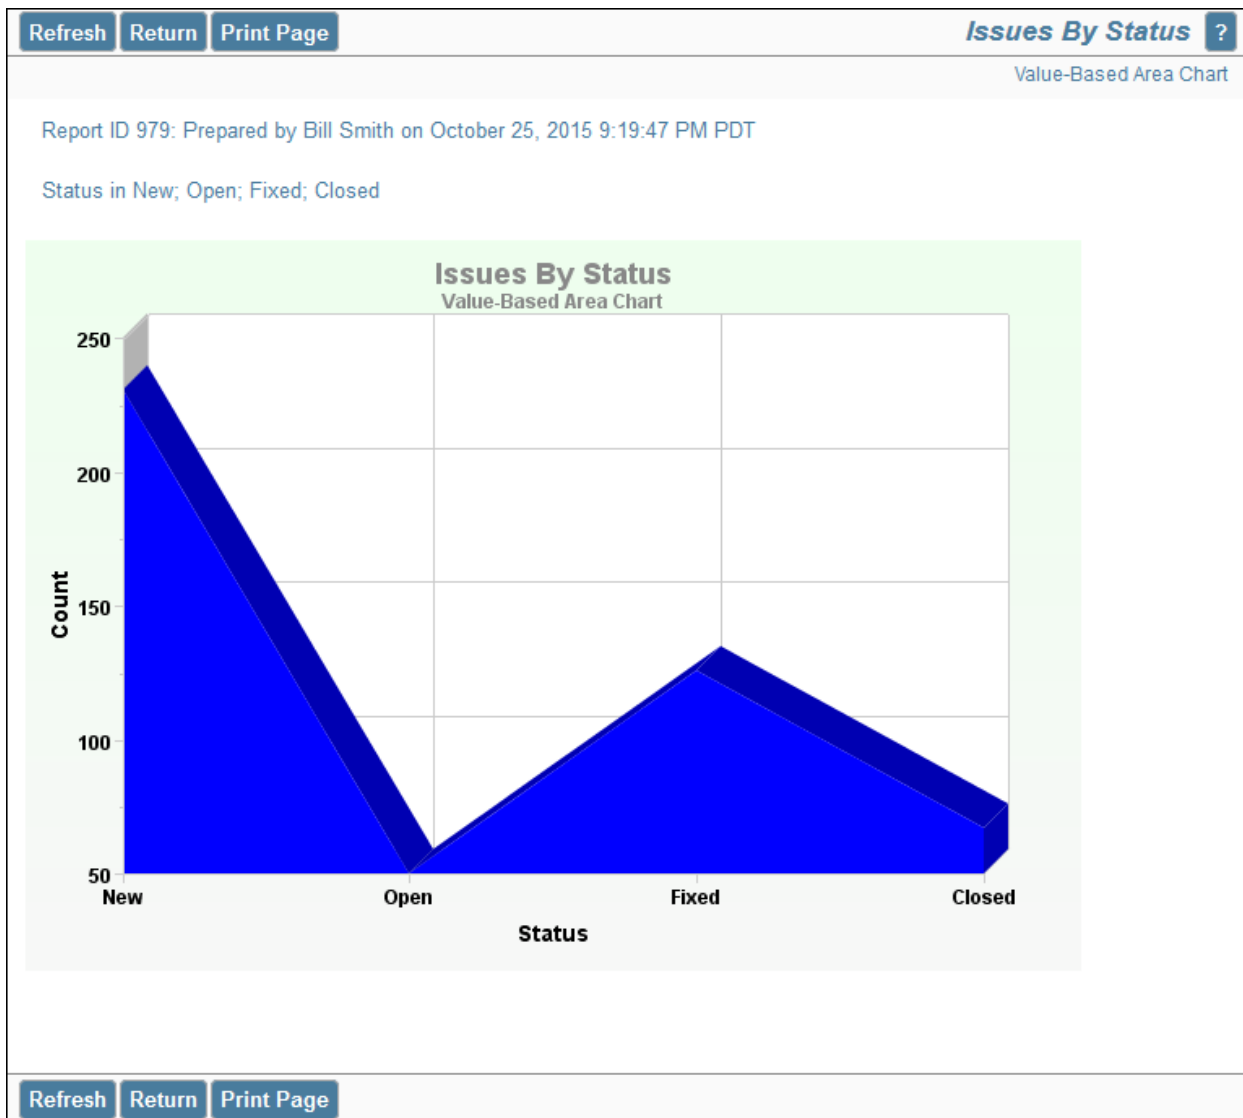 Refresh Return Print Page Issues By Status ?
Value-Based Area Chart
Report ID 979: Prepared by Bill Smith on October 25, 2015 9:19:47 PM PDT
Status in New; Open; Fixed; Closed
Issues By Status
Value-Based Area Chart
250
200
150
100
50
Count
New Open Fixed Closed
Status
Refresh Return Print Page